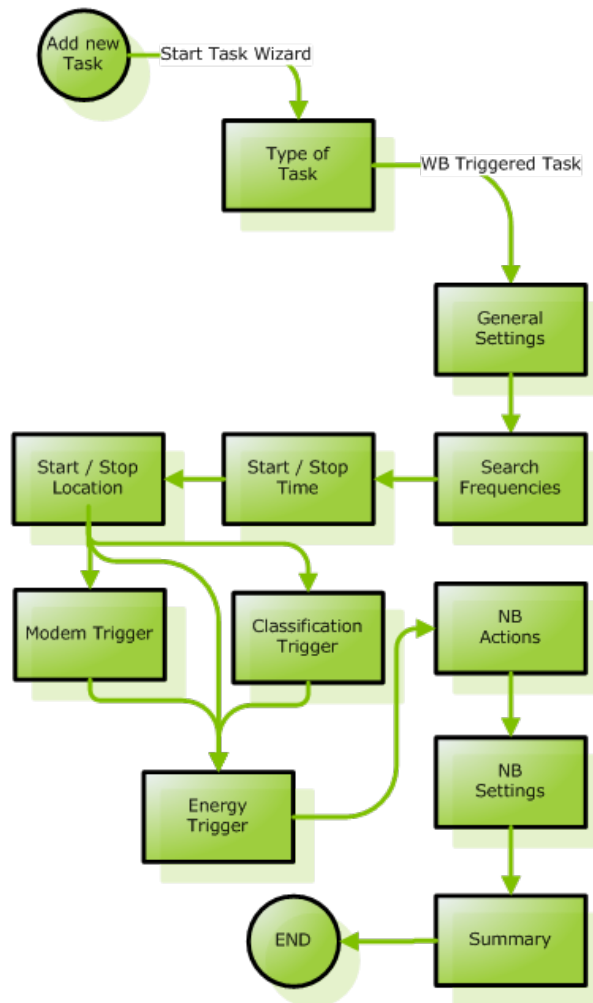 Add new
Task
Start Task Wizard
Type of
Task
WB Triggered Task
General
Settings
Search
Frequencies
Start / Stop
Time
Start / Stop
Location
Modem Trigger
Classification
Trigger
Energy
Trigger
NB
Actions
NB
Settings
Summary
END